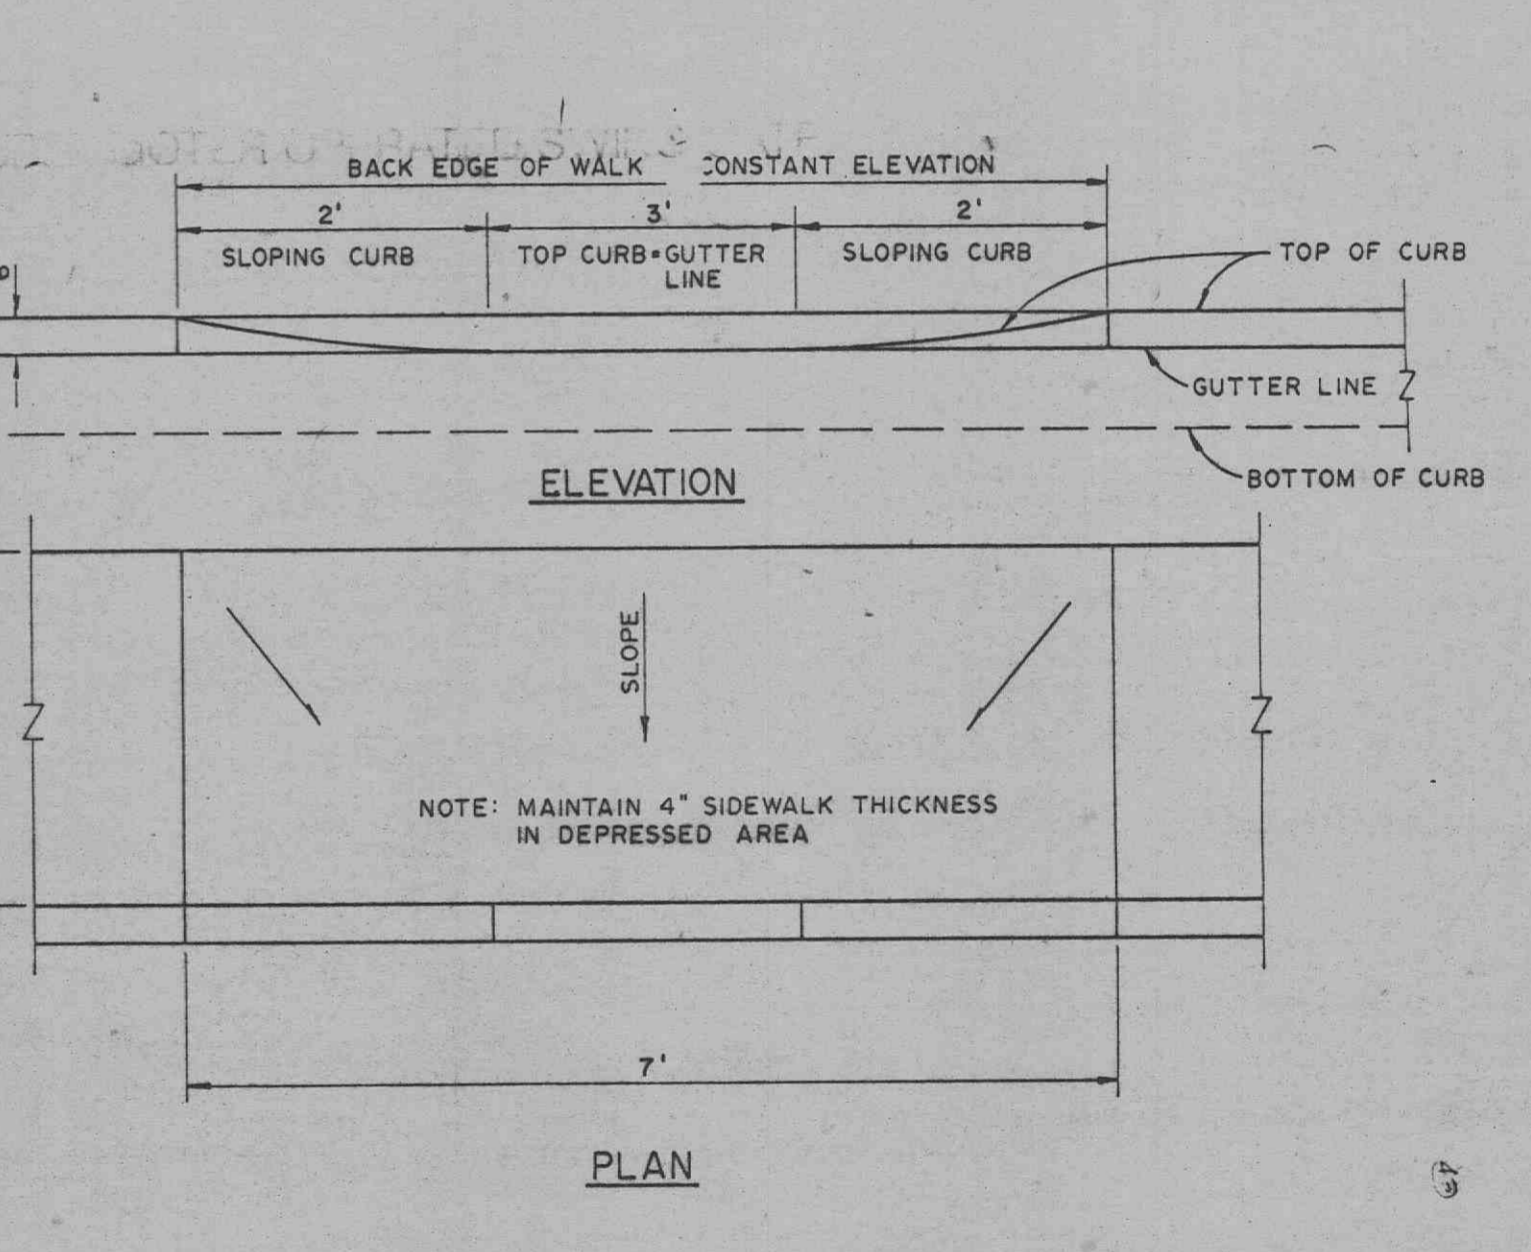 BACK EDGE OF WALK CONSTANT ELEVATION
2' 3' 2'
SLOPING CURB TOP CURB = GUTTER LINE SLOPING CURB
TOP OF CURB
GUTTER LINE
BOTTOM OF CURB
ELEVATION
SLOPE
NOTE: MAINTAIN 4" SIDEWALK THICKNESS
IN DEPRESSED AREA
7'
PLAN